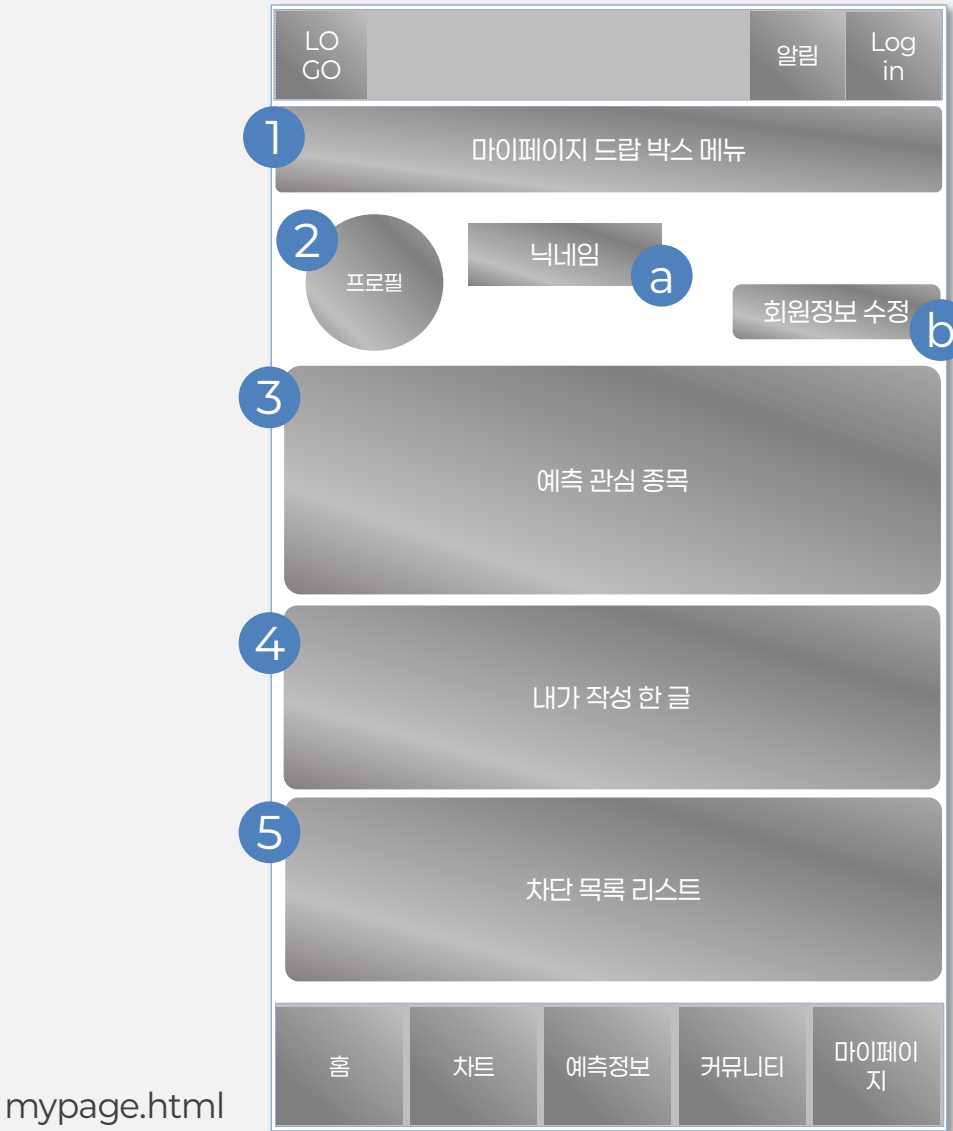 LO
GO
알림
Log
in
1
마이페이지 드랍 박스 메뉴
2
프로필
닉네임
a
회원정보 수정
b
3
예측 관심 종목
4
내가 작성 한 글
5
차단 목록 리스트
홈
차트
예측정보
커뮤니티
마이페이
지
mypage.html